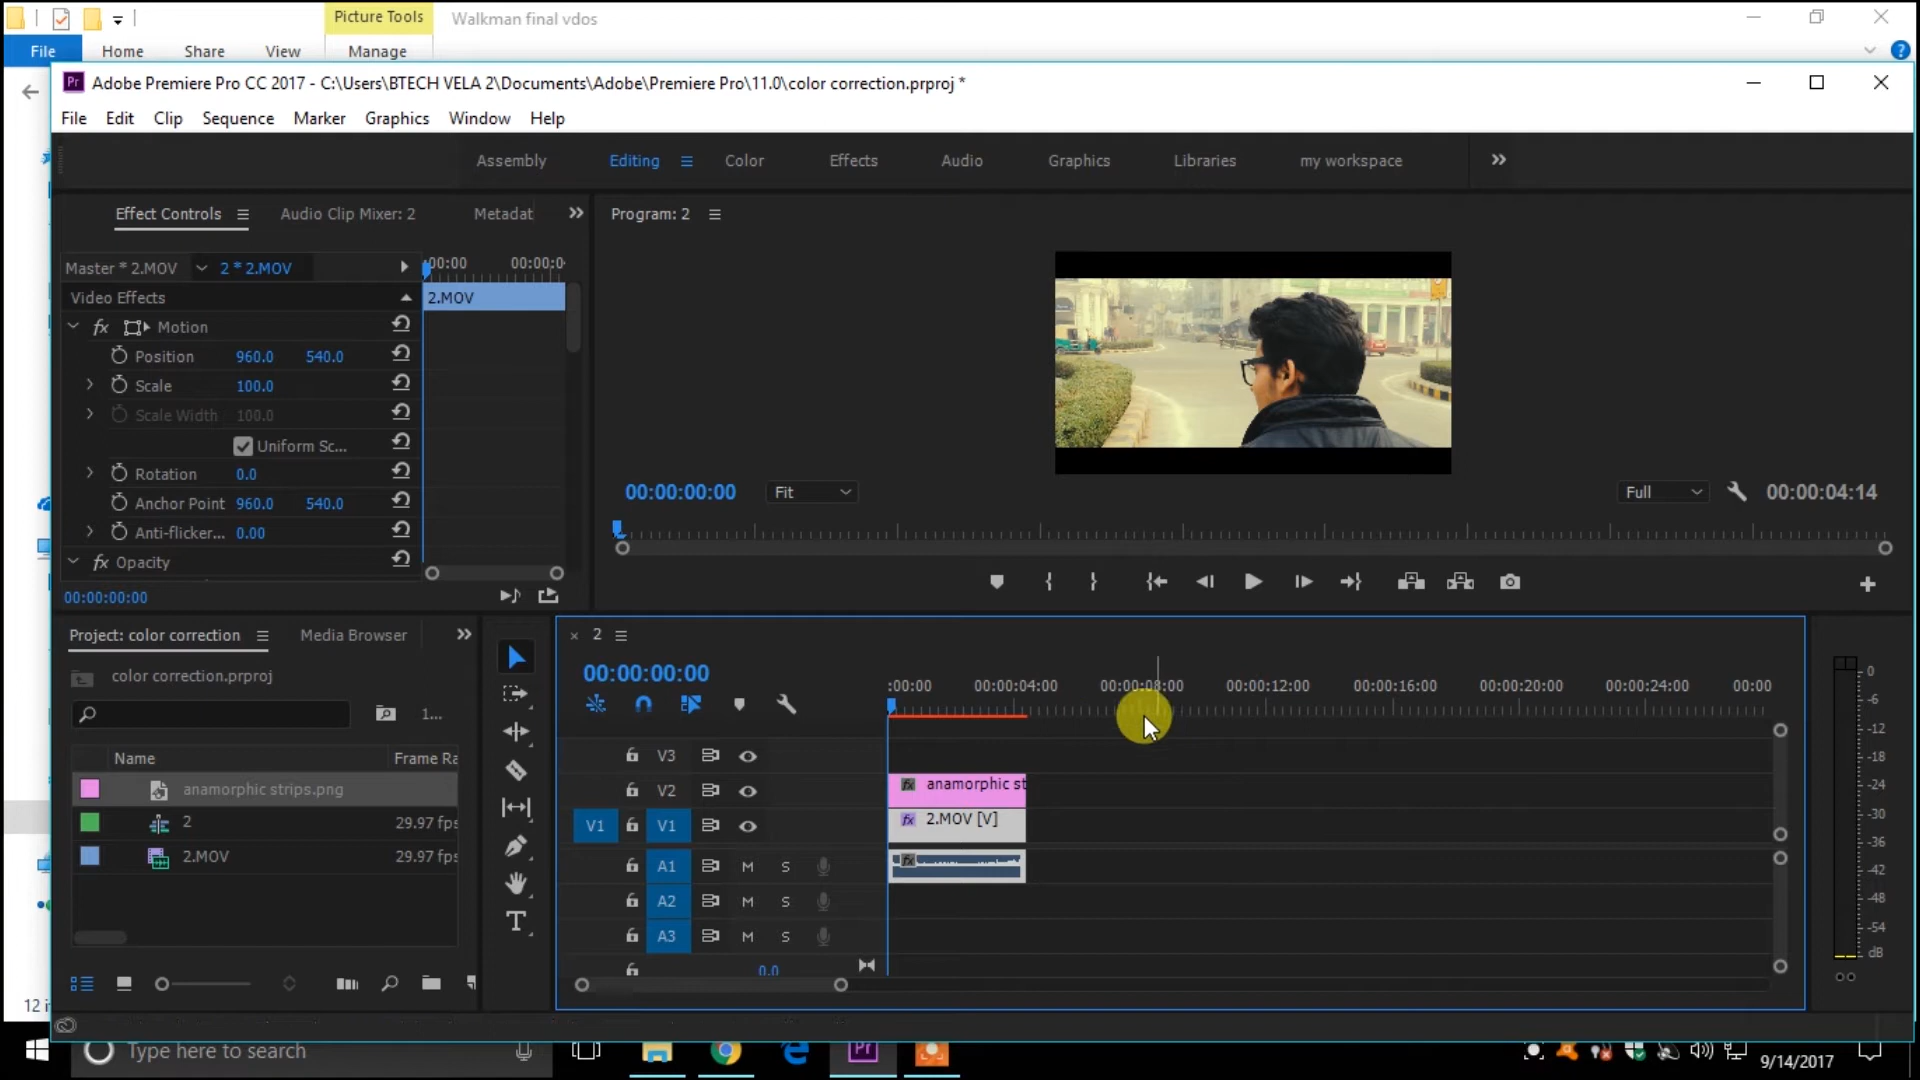 Picture Tools
Walkman final vdos
File Home Share View Manage
Adobe Premiere Pro CC 2017 - C:\Users\BTECH VELA 2\Documents\Adobe\Premiere Pro\11.0\color correction.prproj *
File Edit Clip Sequence Marker Graphics Window Help
Assembly Editing Color Effects Audio Graphics Libraries my workspace
Effect Controls Audio Clip Mixer: 2 Metadat
Program: 2
Master * 2.MOV 2 * 2.MOV
:00:00 00:00:0
Video Effects
2.MOV
fx Motion
Position 960.0 540.0
Scale 100.0
Scale Width 100.0
Uniform Sc...
Rotation 0.0
Anchor Point 960.0 540.0
Anti-flicker... 0.00
fx Opacity
00:00:00:00
00:00:00:00 Fit Full 00:00:04:14
Project: color correction Media Browser
color correction.prproj
1...
Name Frame Ra
anamorphic strips.png
2 29.97 fps
2.MOV 29.97 fps
2
00:00:00:00
:00:00 00:00:04:00 00:00:08:00 00:00:12:00 00:00:16:00 00:00:20:00 00:00:24:00 00:00
V3
V2 fx anamorphic st
V1 V1 fx 2.MOV [V]
A1 M S fx
A2 M S
A3 M S
0.0
0
-6
-12
-18
-24
-30
-36
-42
-48
-54
dB
T
12 i
Type here to search
Pr
9/14/2017